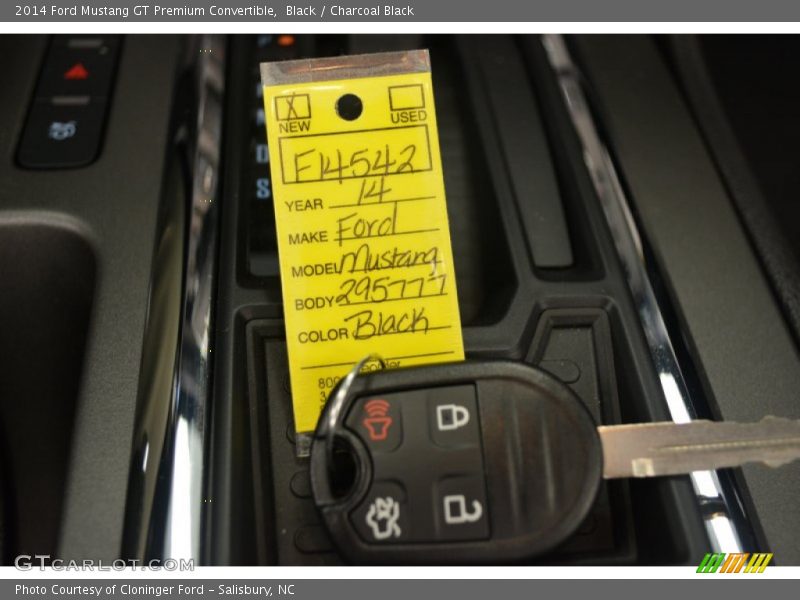 2014 Ford Mustang GT Premium Convertible, Black / Charcoal Black
X
NEW
USED
F14542
YEAR 14
MAKE Ford
MODEL Mustang
BODY 295777
COLOR Black
800
D
S
GTCARLOT.COM
Photo Courtesy of Cloninger Ford - Salisbury, NC